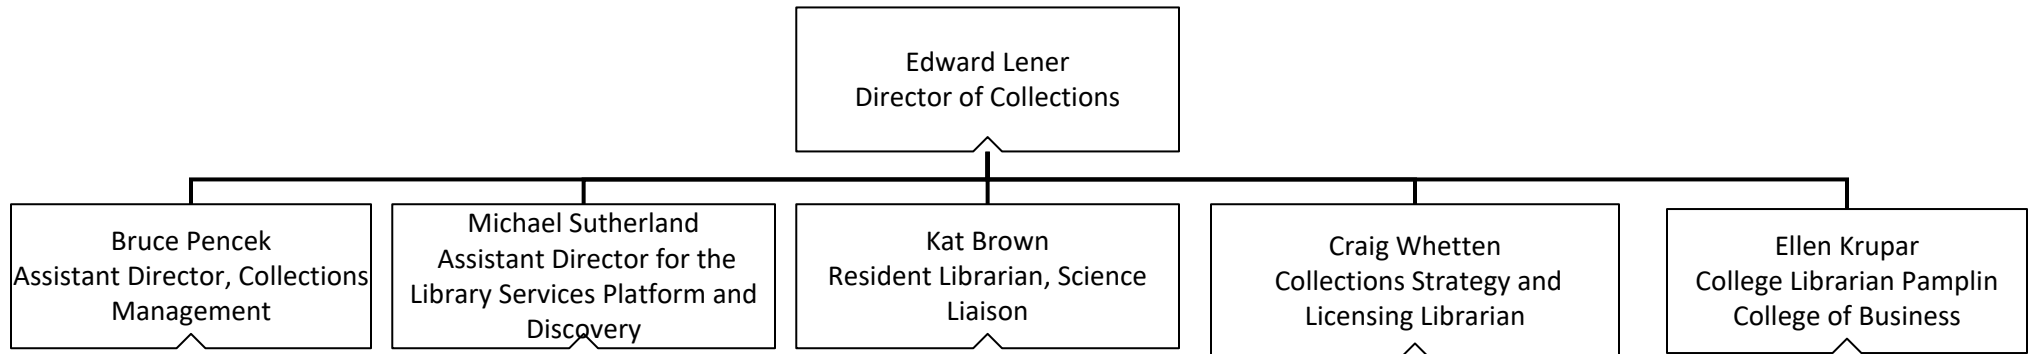 Edward Lener
Director of Collections
Bruce Pencek
Assistant Director, Collections
Management
Michael Sutherland
Assistant Director for the
Library Services Platform and
Discovery
Kat Brown
Resident Librarian, Science
Liaison
Craig Whetten
Collections Strategy and
Licensing Librarian
Ellen Krupar
College Librarian Pamplin
College of Business